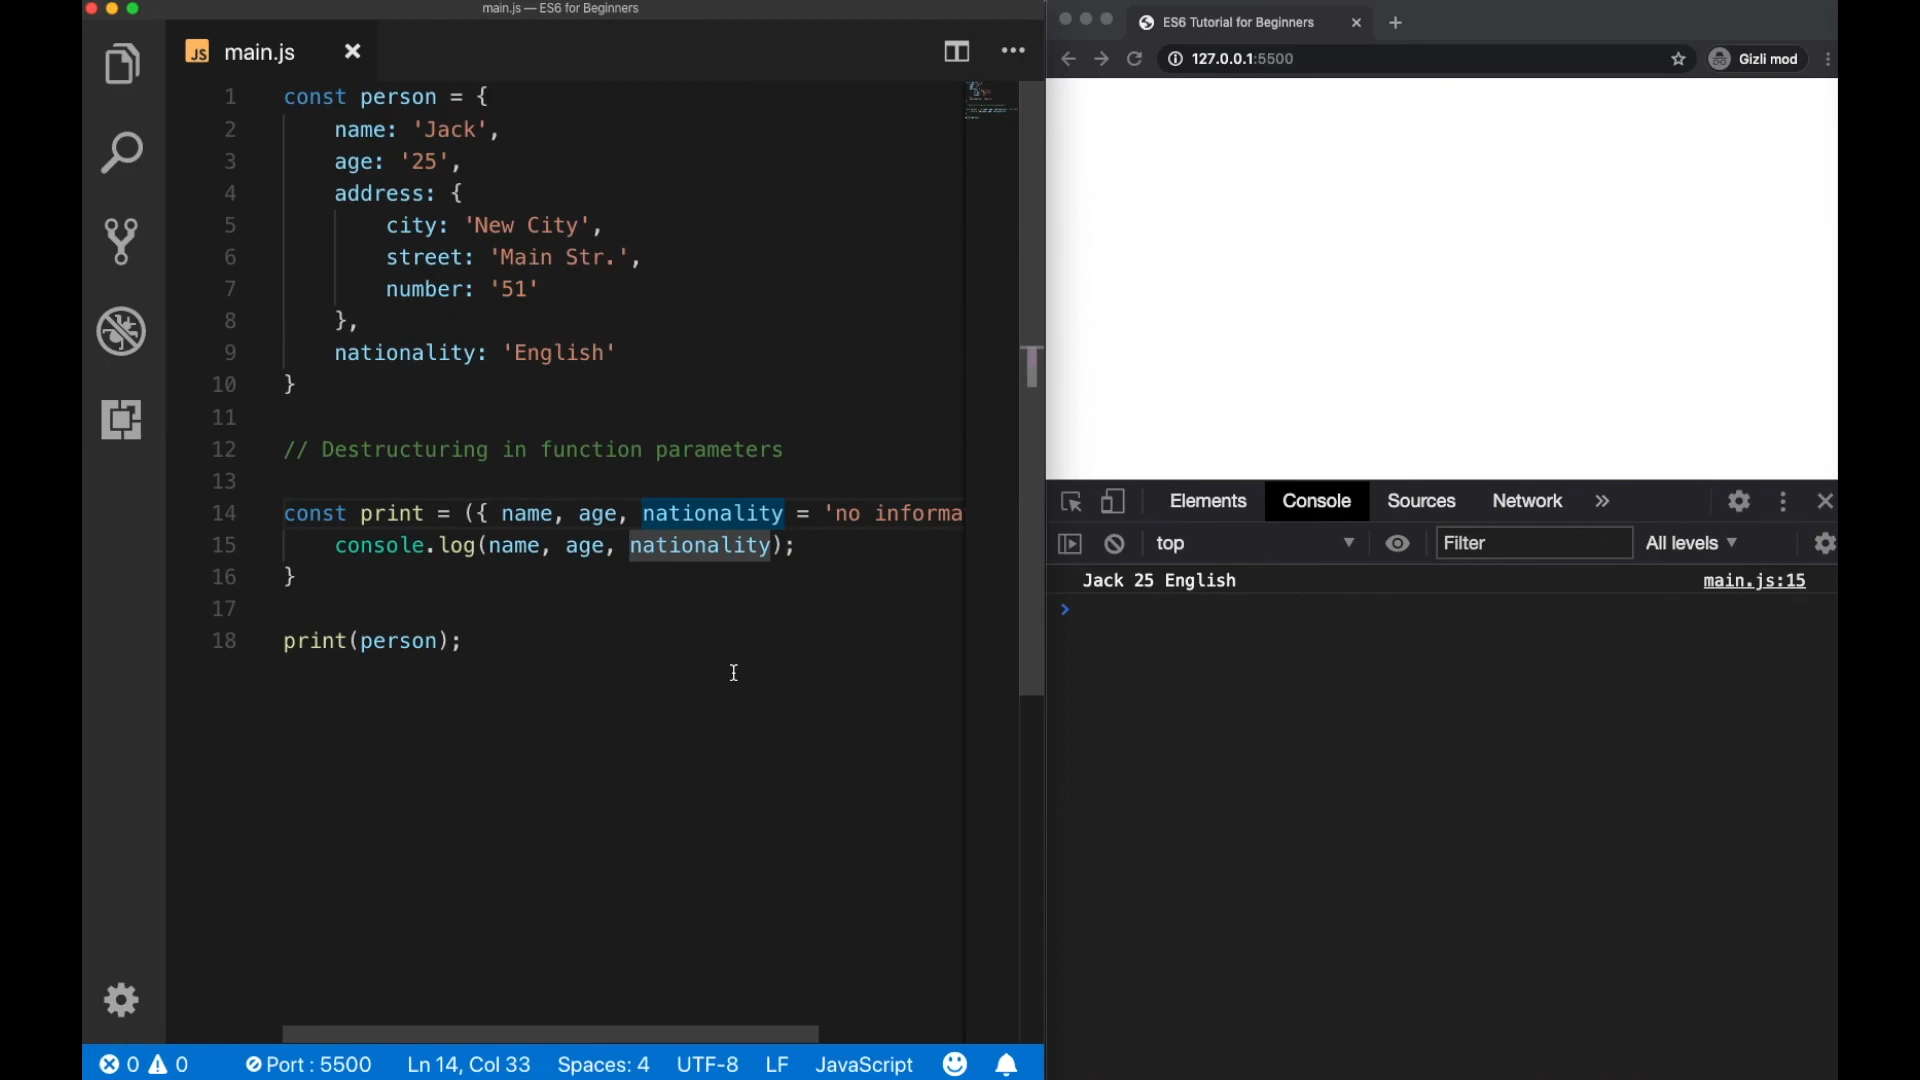 main.js — ES6 for Beginners
JS main.js
1 const person = {
2 name: 'Jack',
3 age: '25',
4 address: {
5 city: 'New City',
6 street: 'Main Str.',
7 number: '51'
8 },
9 nationality: 'English'
10 }
11
12 // Destructuring in function parameters
13
14 const print = ({ name, age, nationality = 'no informa
15 console.log(name, age, nationality);
16 }
17
18 print(person);
0 0 Port : 5500 Ln 14, Col 33 Spaces: 4 UTF-8 LF JavaScript
ES6 Tutorial for Beginners
127.0.0.1:5500 Gizli mod
Elements Console Sources Network »
top Filter All levels
Jack 25 English main.js:15
>